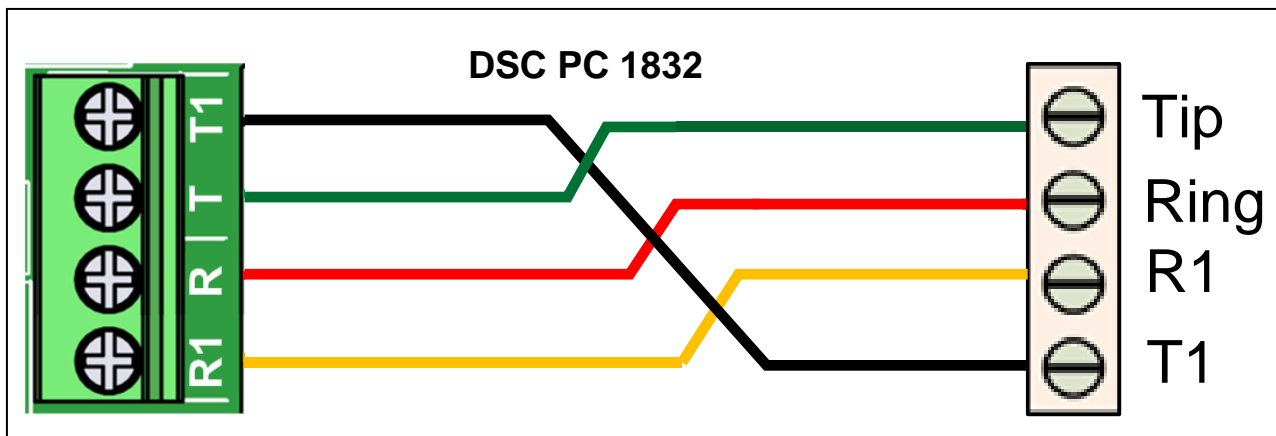 DSC PC 1832
T1
T
R
R1
Tip
Ring
R1
T1